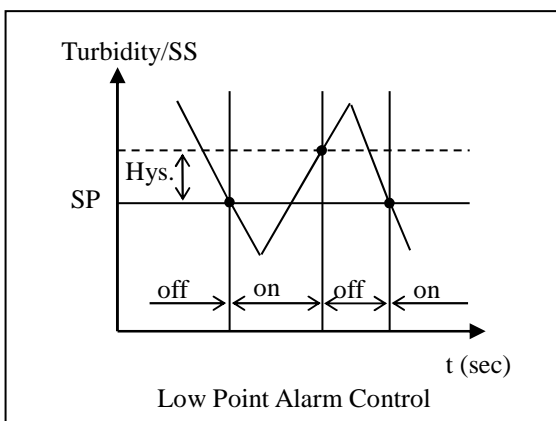 Turbidity/SS
Hys.
SP
off on off on
t (sec)
Low Point Alarm Control